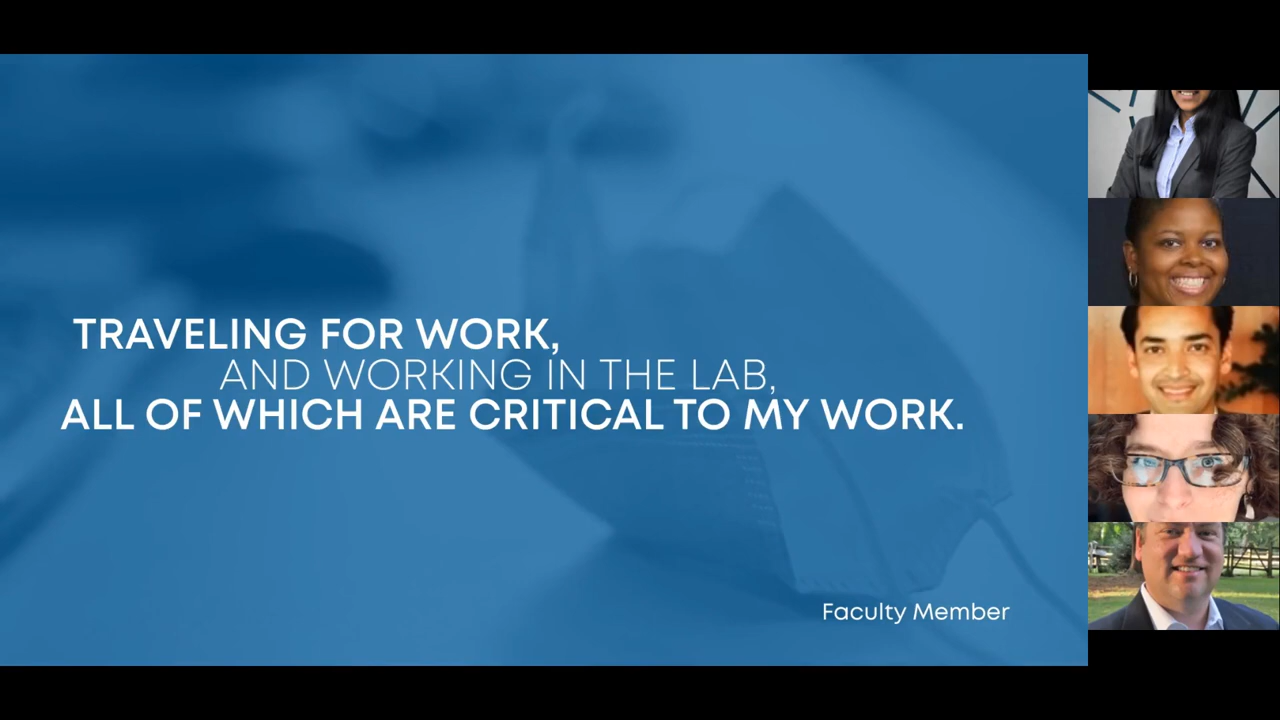 TRAVELING FOR WORK,
AND WORKING IN THE LAB,
ALL OF WHICH ARE CRITICAL TO MY WORK.
Faculty Member